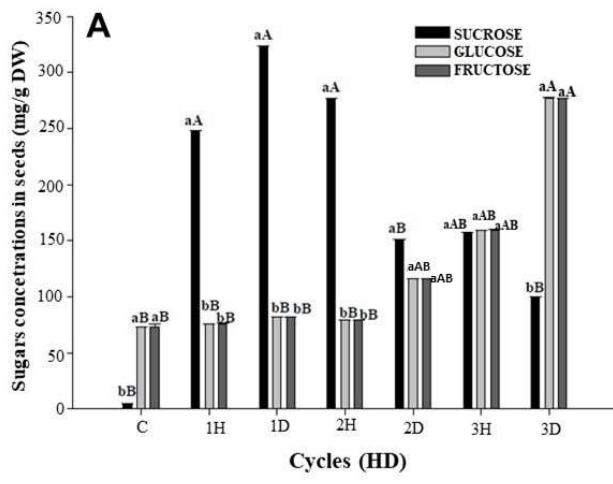 A
SUCROSE
GLUCOSE
FRUCTOSE
Sugars concetrations in seeds (mg/g DW)
350
300
250
200
150
100
50
0
bB
aB aB
aA
bB
bB
aA
bB bB
aA
bB bB
aB
aAB
aAB
aAB
aAB
aAB
bB
aA aA
C
1H
1D
2H
2D
3H
3D
Cycles (HD)